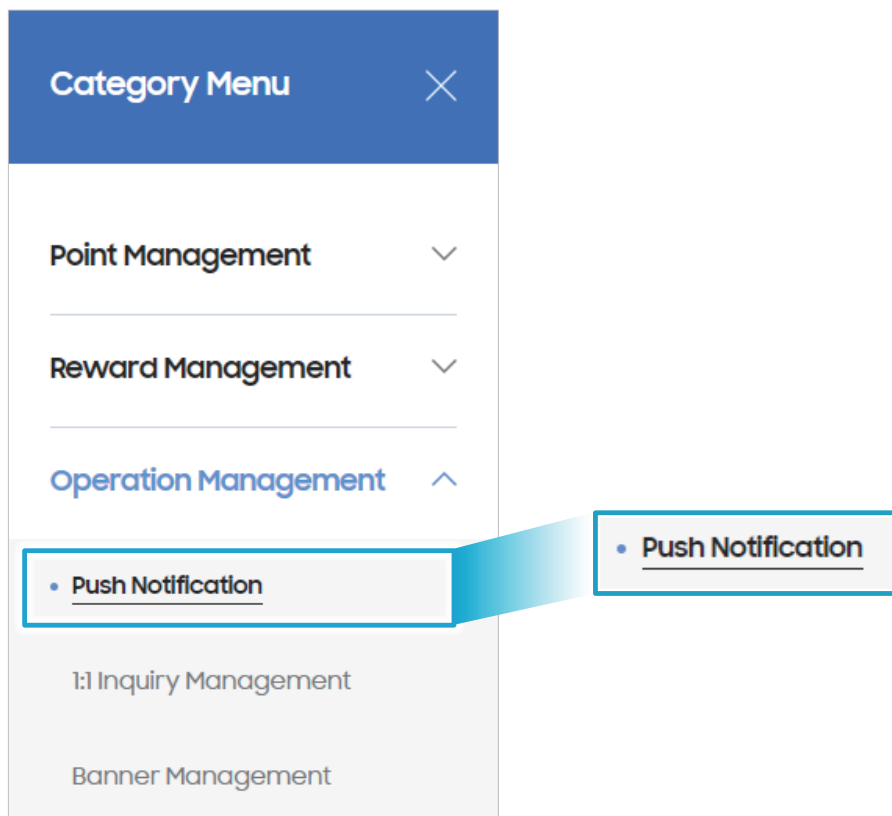 Category Menu
Point Management
Reward Management
Operation Management
• Push Notification
• Push Notification
1:1 Inquiry Management
Banner Management